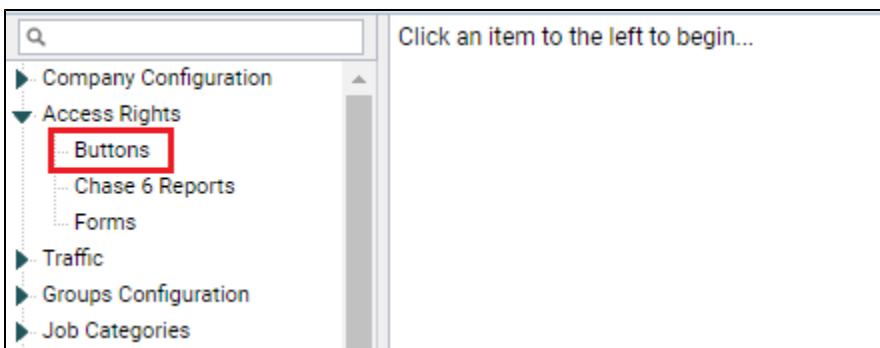 Click an item to the left to begin...
Company Configuration
Access Rights
Buttons
Chase 6 Reports
Forms
Traffic
Groups Configuration
Job Categories